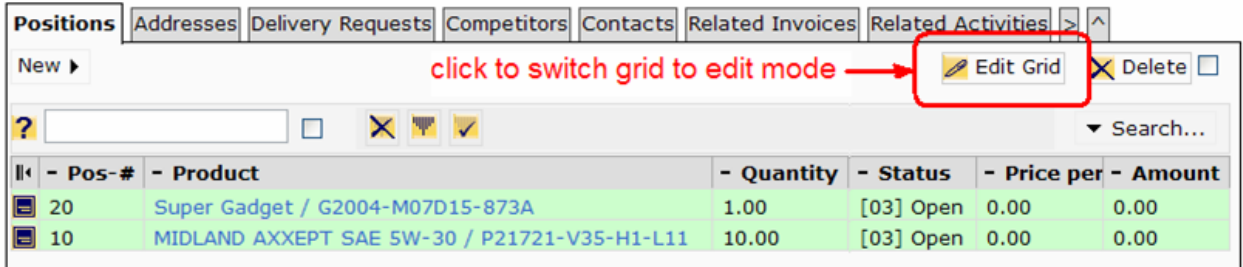 Positions Addresses Delivery Requests Competitors Contacts Related Invoices Related Activities > ^
New click to switch grid to edit mode Edit Grid Delete
? Search...
- Pos-# - Product - Quantity - Status - Price per - Amount
20 Super Gadget / G2004-M07D15-873A 1.00 [03] Open 0.00 0.00
10 MIDLAND AXXEPT SAE 5W-30 / P21721-V35-H1-L11 10.00 [03] Open 0.00 0.00